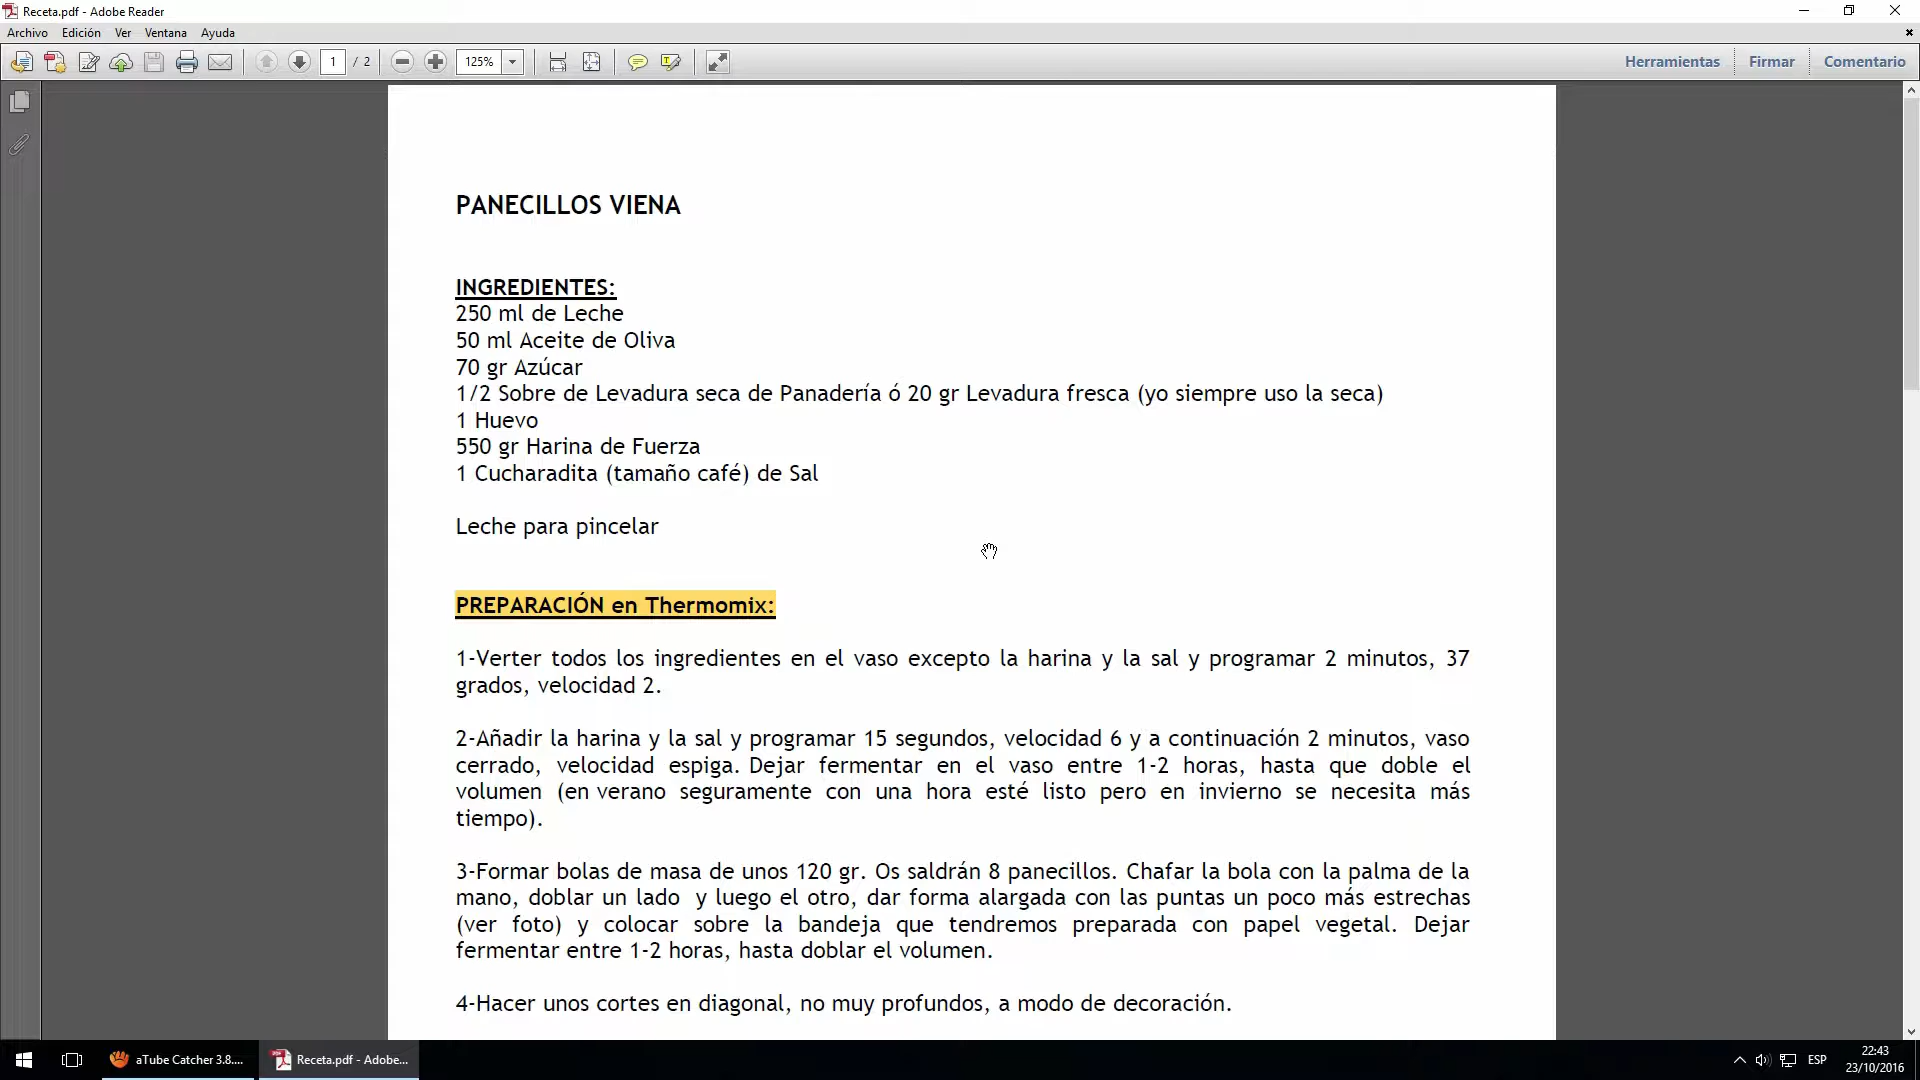 Receta.pdf - Adobe Reader
Archivo Edición Ver Ventana Ayuda
1 / 2 125% Herramientas Firmar Comentario
PANECILLOS VIENA
INGREDIENTES:
250 ml de Leche
50 ml Aceite de Oliva
70 gr Azúcar
1/2 Sobre de Levadura seca de Panadería ó 20 gr Levadura fresca (yo siempre uso la seca)
1 Huevo
550 gr Harina de Fuerza
1 Cucharadita (tamaño café) de Sal
Leche para pincelar
PREPARACIÓN en Thermomix:
1-Verter todos los ingredientes en el vaso excepto la harina y la sal y programar 2 minutos, 37
grados, velocidad 2.
2-Añadir la harina y la sal y programar 15 segundos, velocidad 6 y a continuación 2 minutos, vaso
cerrado, velocidad espiga. Dejar fermentar en el vaso entre 1-2 horas, hasta que doble el
volumen (en verano seguramente con una hora esté listo pero en invierno se necesita más
tiempo).
3-Formar bolas de masa de unos 120 gr. Os saldrán 8 panecillos. Chafar la bola con la palma de la
mano, doblar un lado y luego el otro, dar forma alargada con las puntas un poco más estrechas
(ver foto) y colocar sobre la bandeja que tendremos preparada con papel vegetal. Dejar
fermentar entre 1-2 horas, hasta doblar el volumen.
4-Hacer unos cortes en diagonal, no muy profundos, a modo de decoración.
aTube Catcher 3.8.... Receta.pdf - Adobe... ESP 22:43
23/10/2016